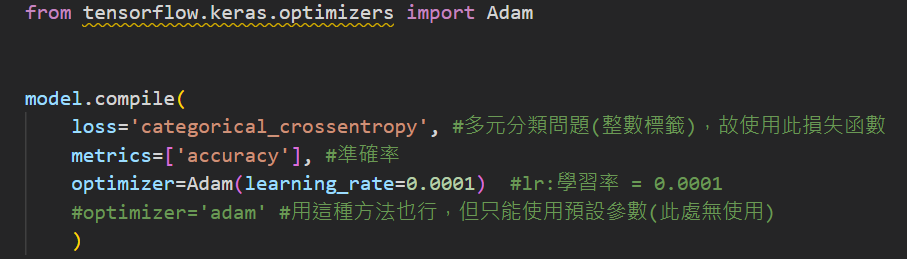 from tensorflow.keras.optimizers import Adam
model.compile(
loss='categorical_crossentropy', #多元分類問題(整數標籤)，故使用此損失函數
metrics=['accuracy'], #準確率
optimizer=Adam(learning_rate=0.0001)  #lr:學習率 = 0.0001
#optimizer='adam' #用這種方法也行，但只能使用預設參數(此處無使用)
)